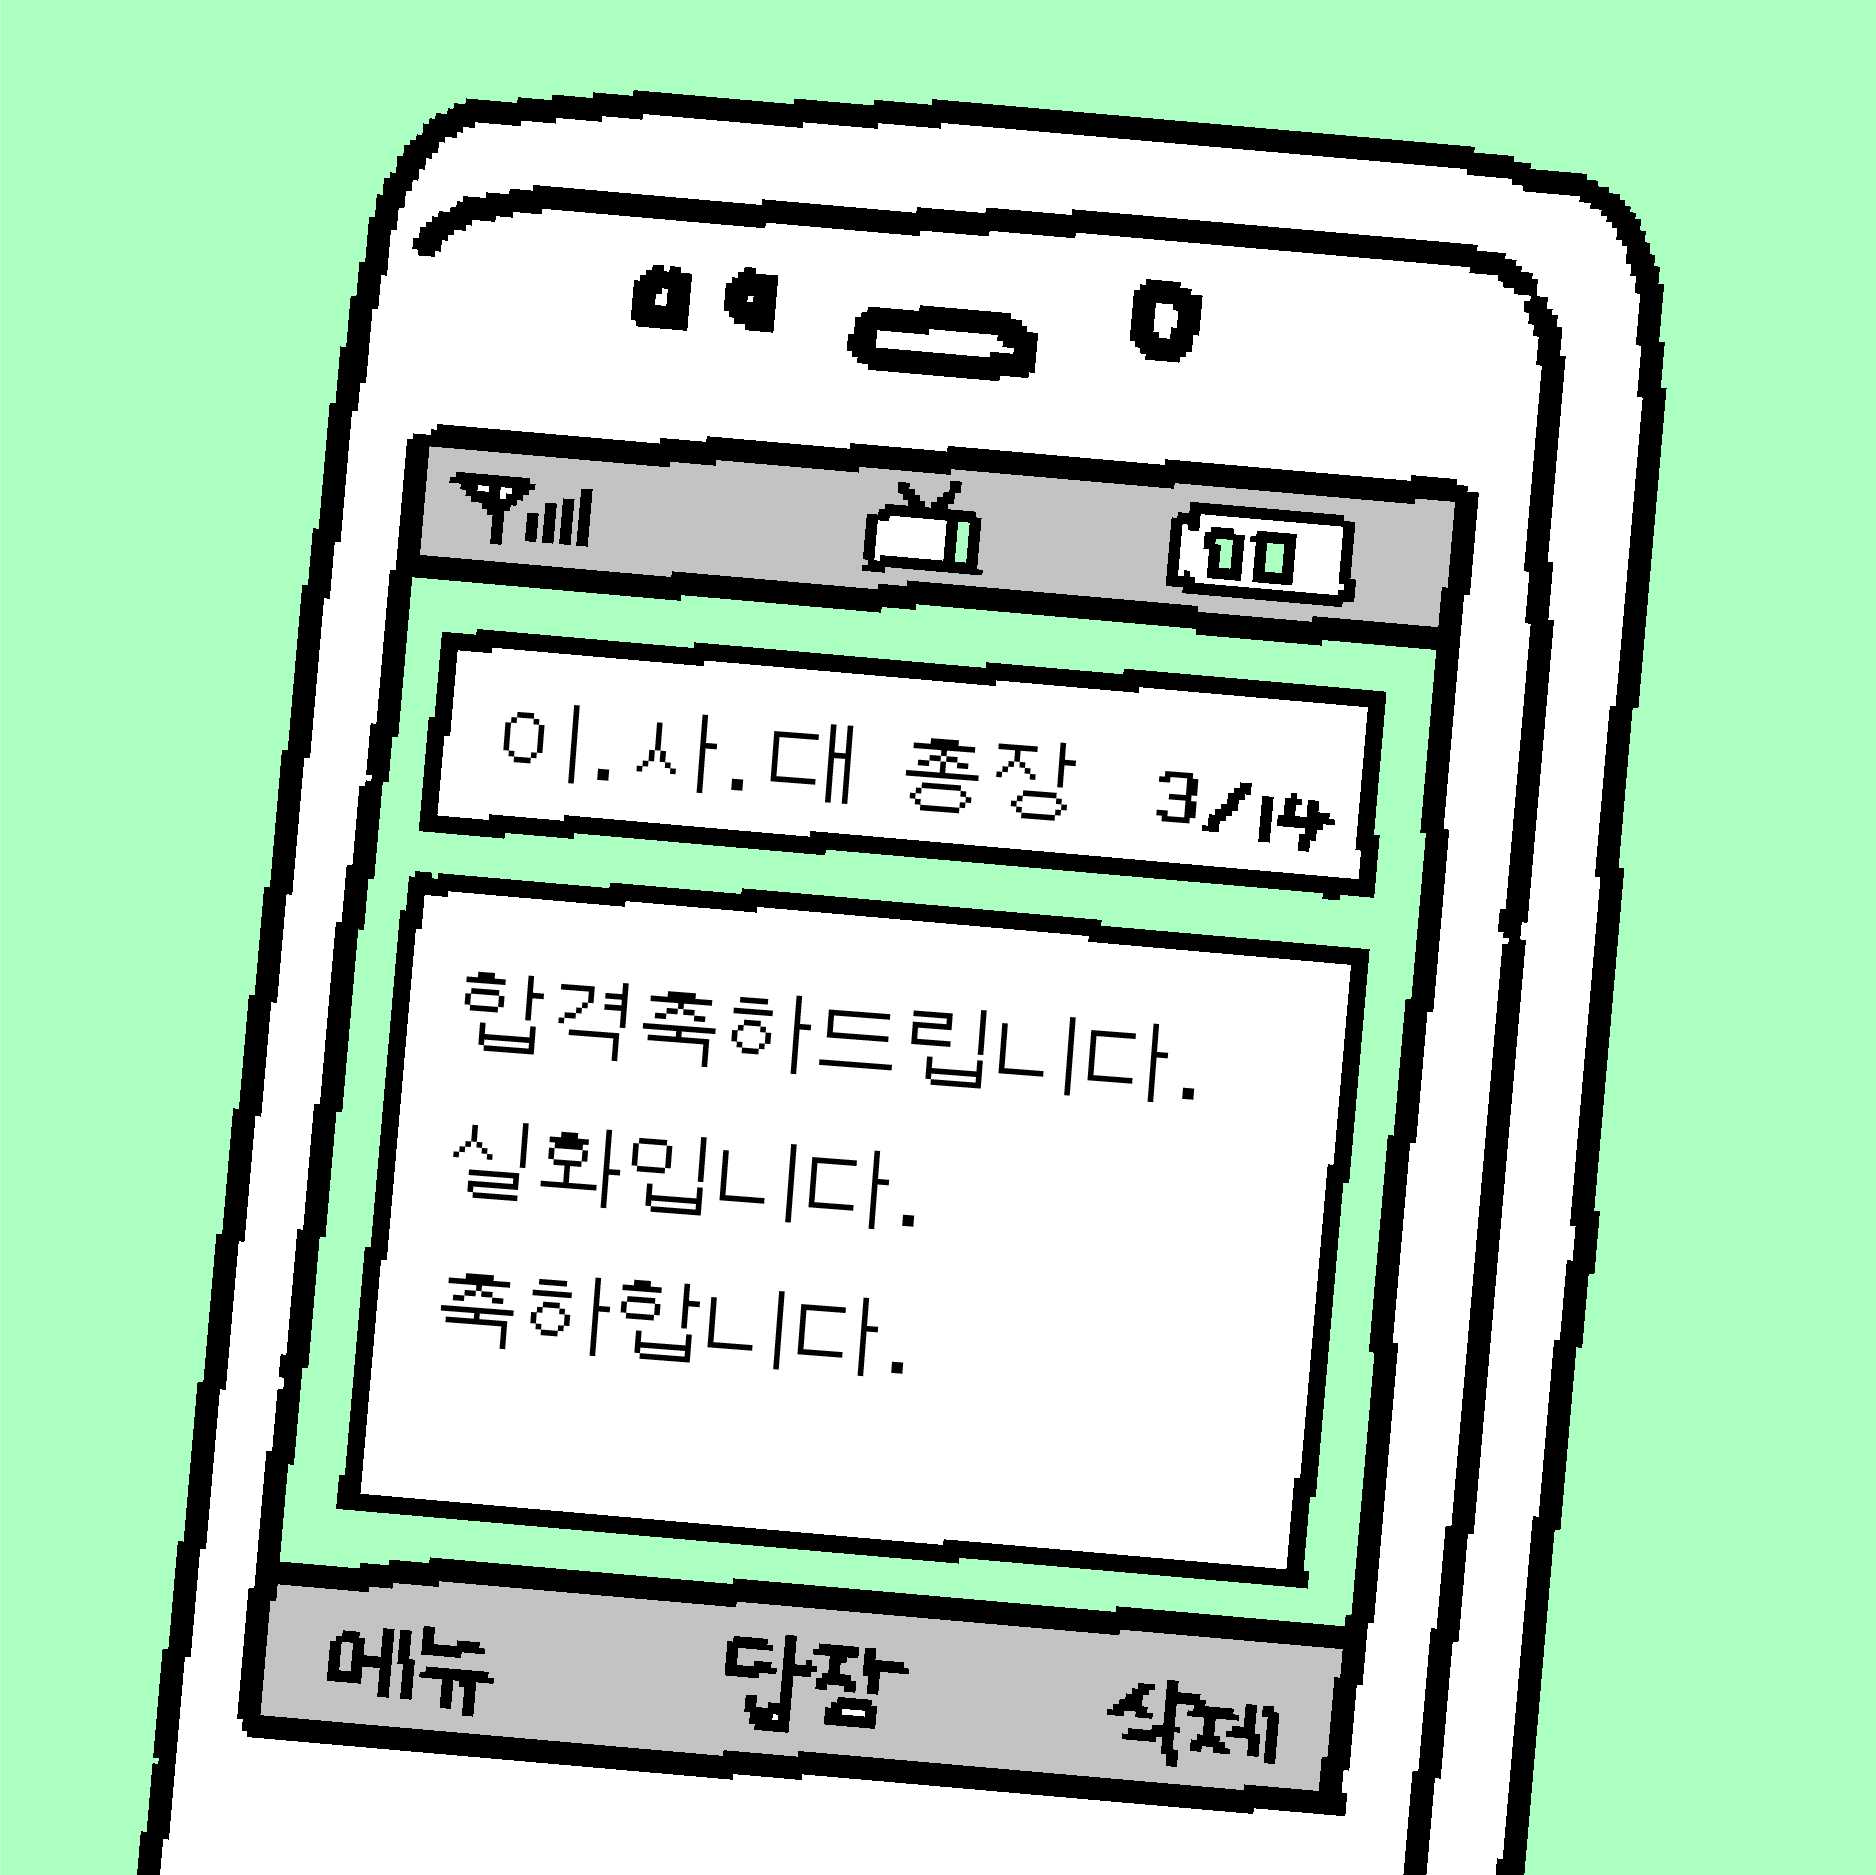 이.사.대 총장 3/14
합격축하드립니다.
실화입니다.
축하합니다.
메뉴 답장 삭제